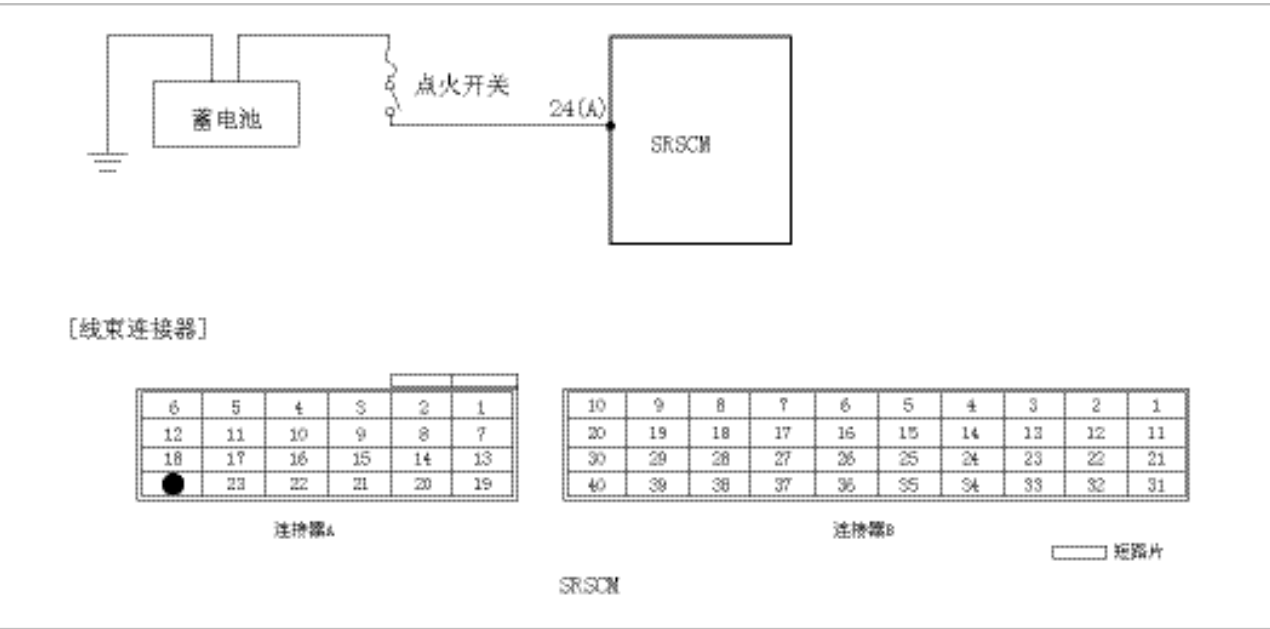 点火开关
蓄电池
24(A)
SRSCM
[线束连接器]
6 5 4 3 2 1
12 11 10 9 8 7
18 17 16 15 14 13
23 22 21 20 19
10 9 8 7 6 5 4 3 2 1
20 19 18 17 16 15 14 13 12 11
30 29 28 27 26 25 24 23 22 21
40 39 38 37 36 35 34 33 32 31
连接器A
连接器B
短路片
SRSCM